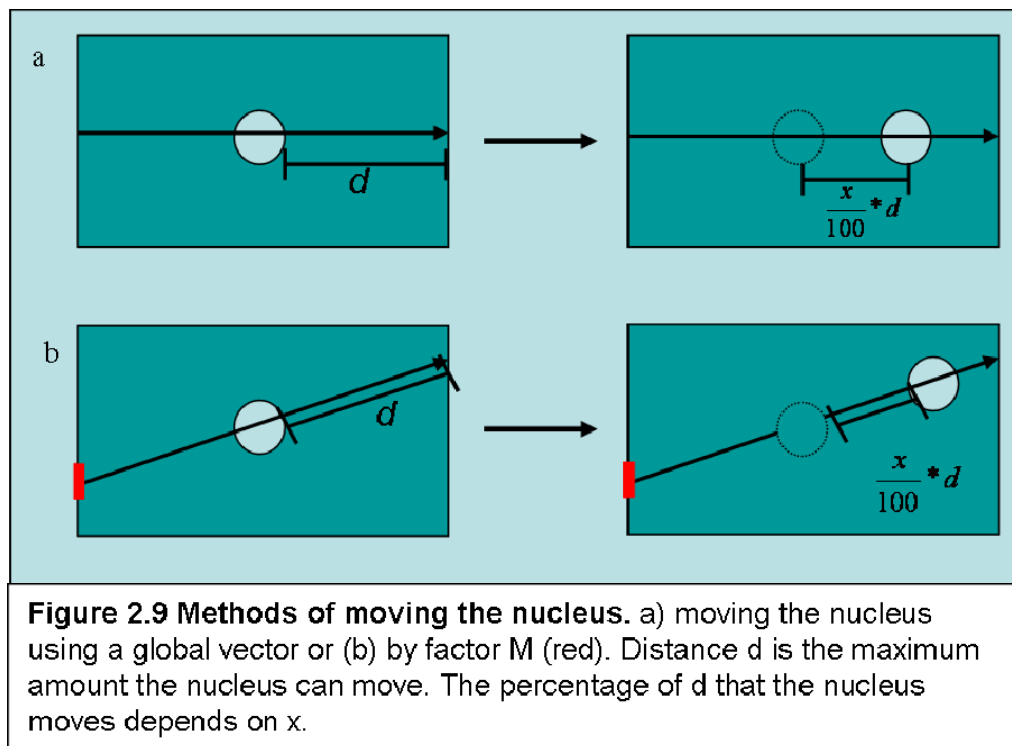 a
d
x
100
* d
b
d
x
100
* d
Figure 2.9 Methods of moving the nucleus. a) moving the nucleus
using a global vector or (b) by factor M (red). Distance d is the maximum
amount the nucleus can move. The percentage of d that the nucleus
moves depends on x.